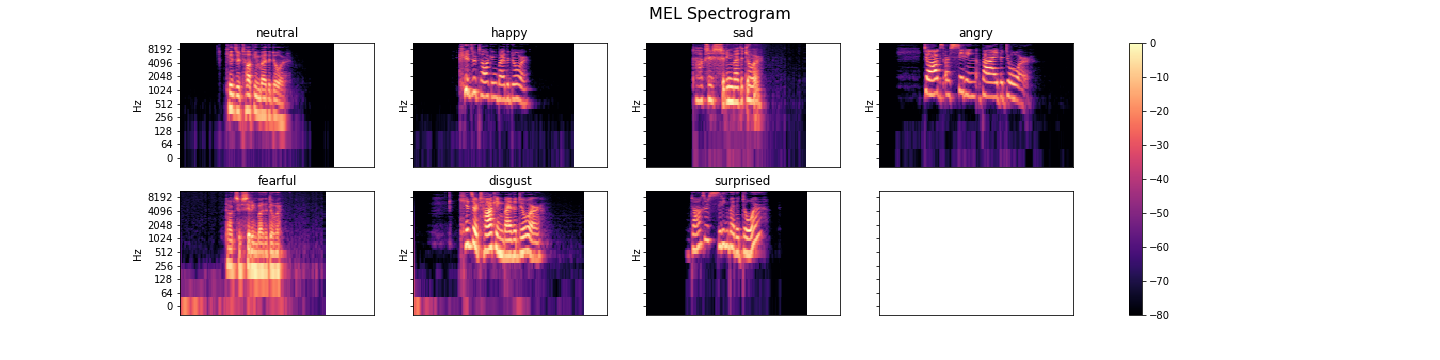 MEL Spectrogram
neutral
happy
sad
angry
8192
4096
2048
1024
512
256
128
64
0
Hz
Hz
Hz
Hz
fearful
disgust
surprised
8192
4096
2048
1024
512
256
128
64
0
Hz
Hz
Hz
0
−10
−20
−30
−40
−50
−60
−70
−80